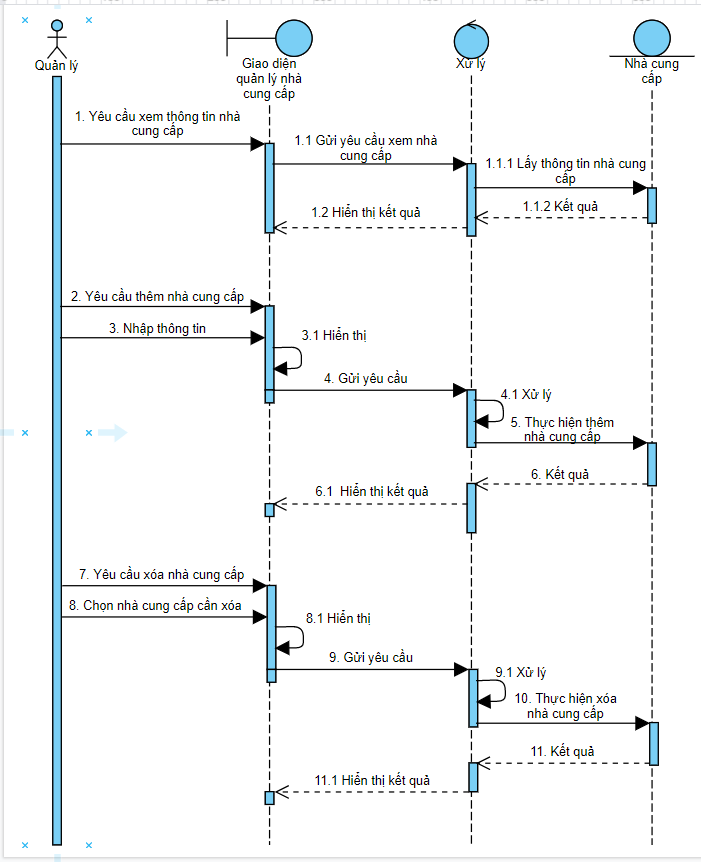 Quản lý
Giao diện
quản lý nhà
cung cấp
Xử lý
Nhà cung
cấp
1. Yêu cầu xem thông tin nhà
cung cấp
1.1 Gửi yêu cầu xem nhà
cung cấp
1.1.1 Lấy thông tin nhà cung
cấp
1.2 Hiển thị kết quả
1.1.2 Kết quả
2. Yêu cầu thêm nhà cung cấp
3. Nhập thông tin
3.1 Hiển thị
4. Gửi yêu cầu
4.1 Xử lý
5. Thực hiện thêm
nhà cung cấp
6. Kết quả
6.1 Hiển thị kết quả
7. Yêu cầu xóa nhà cung cấp
8. Chọn nhà cung cấp cần xóa
8.1 Hiển thị
9. Gửi yêu cầu
9.1 Xử lý
10. Thực hiện xóa
nhà cung cấp
11. Kết quả
11.1 Hiển thị kết quả